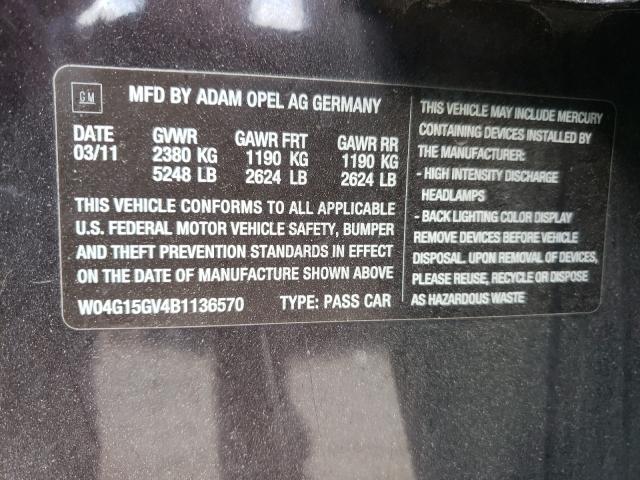 GM
MFD BY ADAM OPEL AG GERMANY
DATE GVWR GAWR FRT GAWR RR
03/11 2380 KG 1190 KG 1190 KG
5248 LB 2624 LB 2624 LB
THIS VEHICLE CONFORMS TO ALL APPLICABLE
U.S. FEDERAL MOTOR VEHICLE SAFETY, BUMPER
AND THEFT PREVENTION STANDARDS IN EFFECT
ON THE DATE OF MANUFACTURE SHOWN ABOVE
W04G15GV4B1136570 TYPE: PASS CAR
THIS VEHICLE MAY INCLUDE MERCURY
CONTAINING DEVICES INSTALLED BY
THE MANUFACTURER:
- HIGH INTENSITY DISCHARGE
HEADLAMPS
- BACK LIGHTING COLOR DISPLAY
REMOVE DEVICES BEFORE VEHICLE
DISPOSAL. UPON REMOVAL OF DEVICES,
PLEASE REUSE, RECYCLE OR DISPOSE
AS HAZARDOUS WASTE